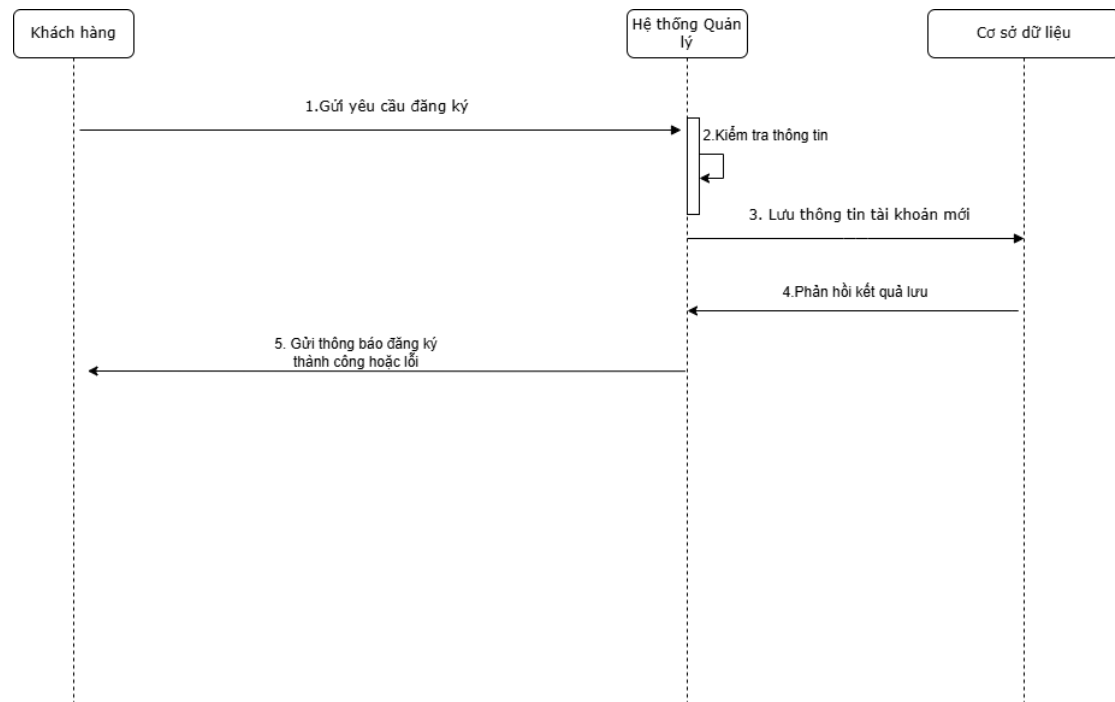 Khách hàng
Hệ thống Quản
lý
Cơ sở dữ liệu
1.Gửi yêu cầu đăng ký
2.Kiểm tra thông tin
3. Lưu thông tin tài khoản mới
4.Phản hồi kết quả lưu
5. Gửi thông báo đăng ký
thành công hoặc lỗi